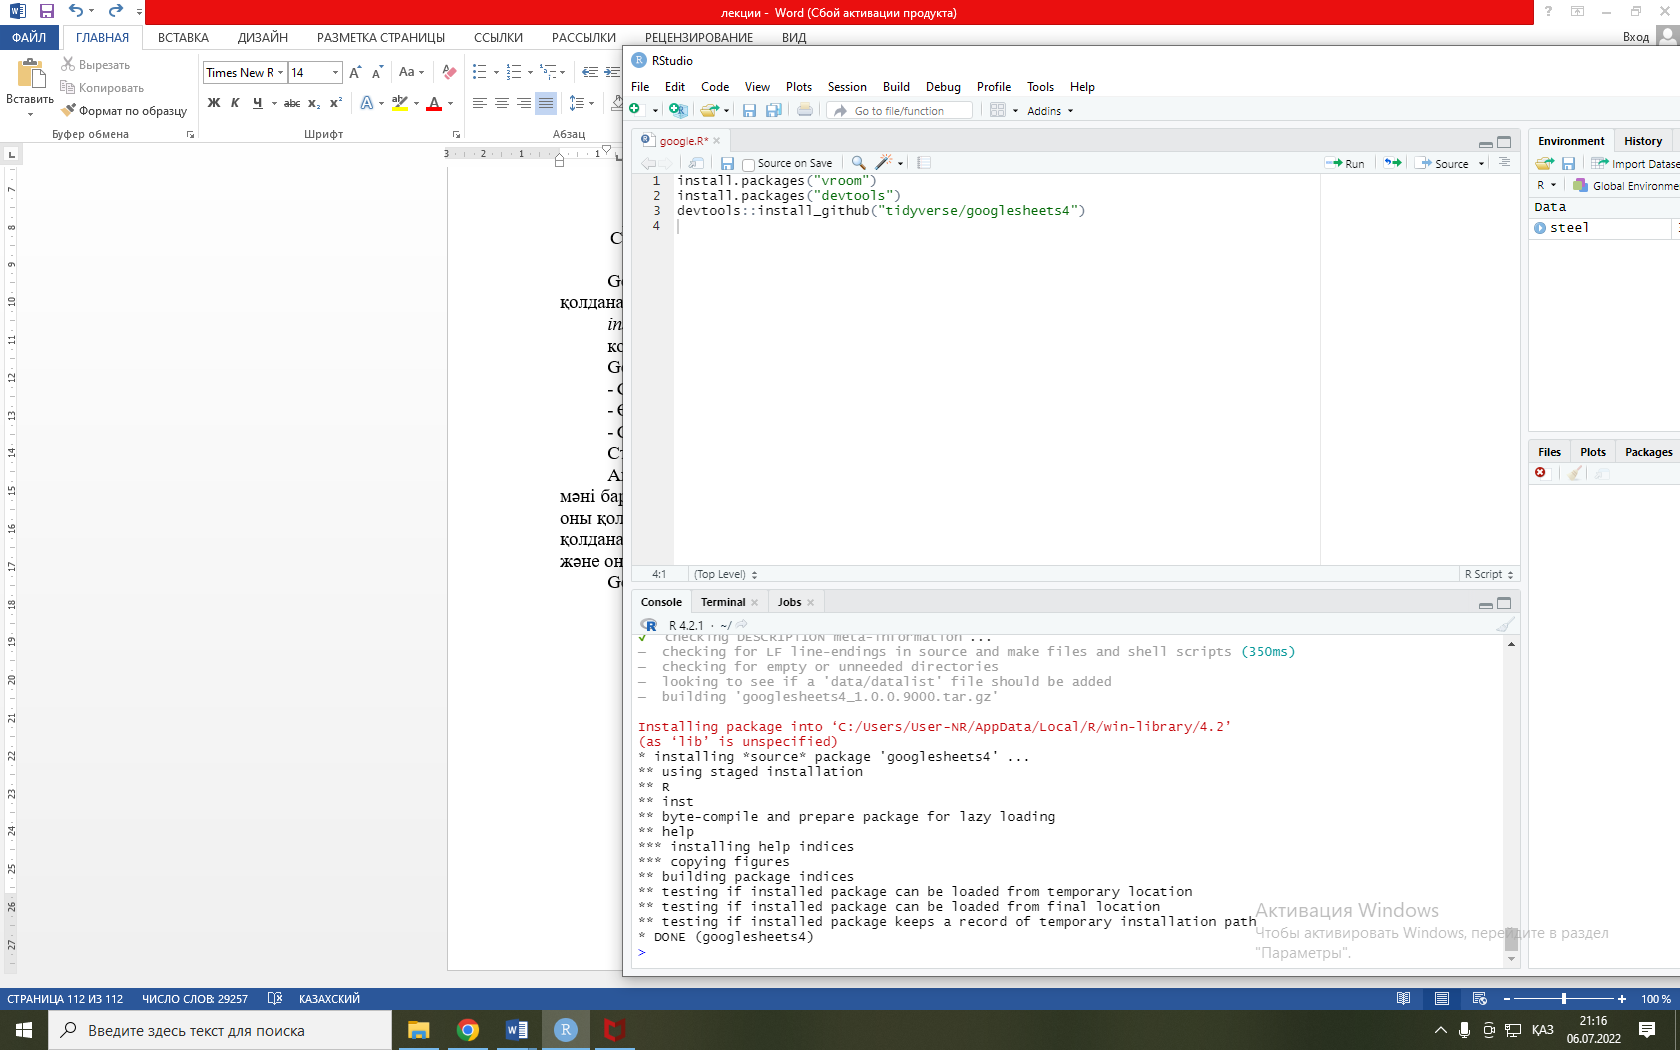 лекции - Word (Сбой активации продукта)
ФАЙЛ ГЛАВНАЯ ВСТАВКА ДИЗАЙН РАЗМЕТКА СТРАНИЦЫ ССЫЛКИ РАССЫЛКИ РЕЦЕНЗИРОВАНИЕ ВИД Вход
Вставить
Вырезать
Копировать
Формат по образцу
Буфер обмена
Times New R 14
Шрифт
Абзац
қолдана
мәні бар
оны қол
қолдана
және он
RStudio
File Edit Code View Plots Session Build Debug Profile Tools Help
Go to file/function Addins
google.R*
Source on Save Run Source
1 install.packages("vroom")
2 install.packages("devtools")
3 devtools::install_github("tidyverse/googlesheets4")
4
4:1 (Top Level) R Script
Console Terminal Jobs
R 4.2.1 · ~/
✓ checking DESCRIPTION meta-information ...
– checking for LF line-endings in source and make files and shell scripts (350ms)
– checking for empty or unneeded directories
– looking to see if a 'data/datalist' file should be added
– building 'googlesheets4_1.0.0.9000.tar.gz'
Installing package into ‘C:/Users/User-NR/AppData/Local/R/win-library/4.2’
(as ‘lib’ is unspecified)
* installing *source* package 'googlesheets4' ...
** using staged installation
** R
** inst
** byte-compile and prepare package for lazy loading
** help
*** installing help indices
*** copying figures
** building package indices
** testing if installed package can be loaded from temporary location
** testing if installed package can be loaded from final location
** testing if installed package keeps a record of temporary installation path
* DONE (googlesheets4)
>
Environment History
Import Datase
R Global Environme
Data
steel
Files Plots Packages
Активация Windows
Чтобы активировать Windows, перейдите в раздел
"Параметры".
СТРАНИЦА 112 ИЗ 112 ЧИСЛО СЛОВ: 29257 КАЗАХСКИЙ 100 %
Введите здесь текст для поиска
ҚАЗ
21:16
06.07.2022